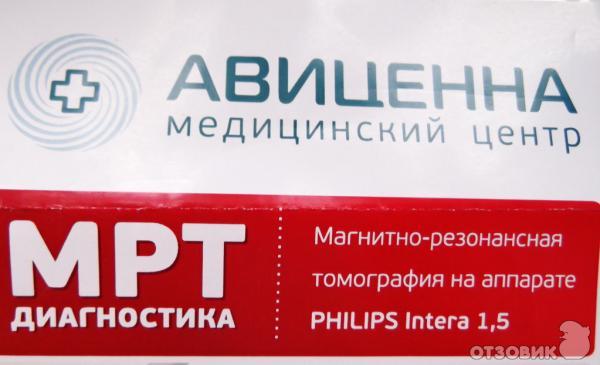 АВИЦЕННА
медицинский центр
МРТ
ДИАГНОСТИКА
Магнитно-резонансная
томография на аппарате
PHILIPS Intera 1,5
ОТЗОВИК